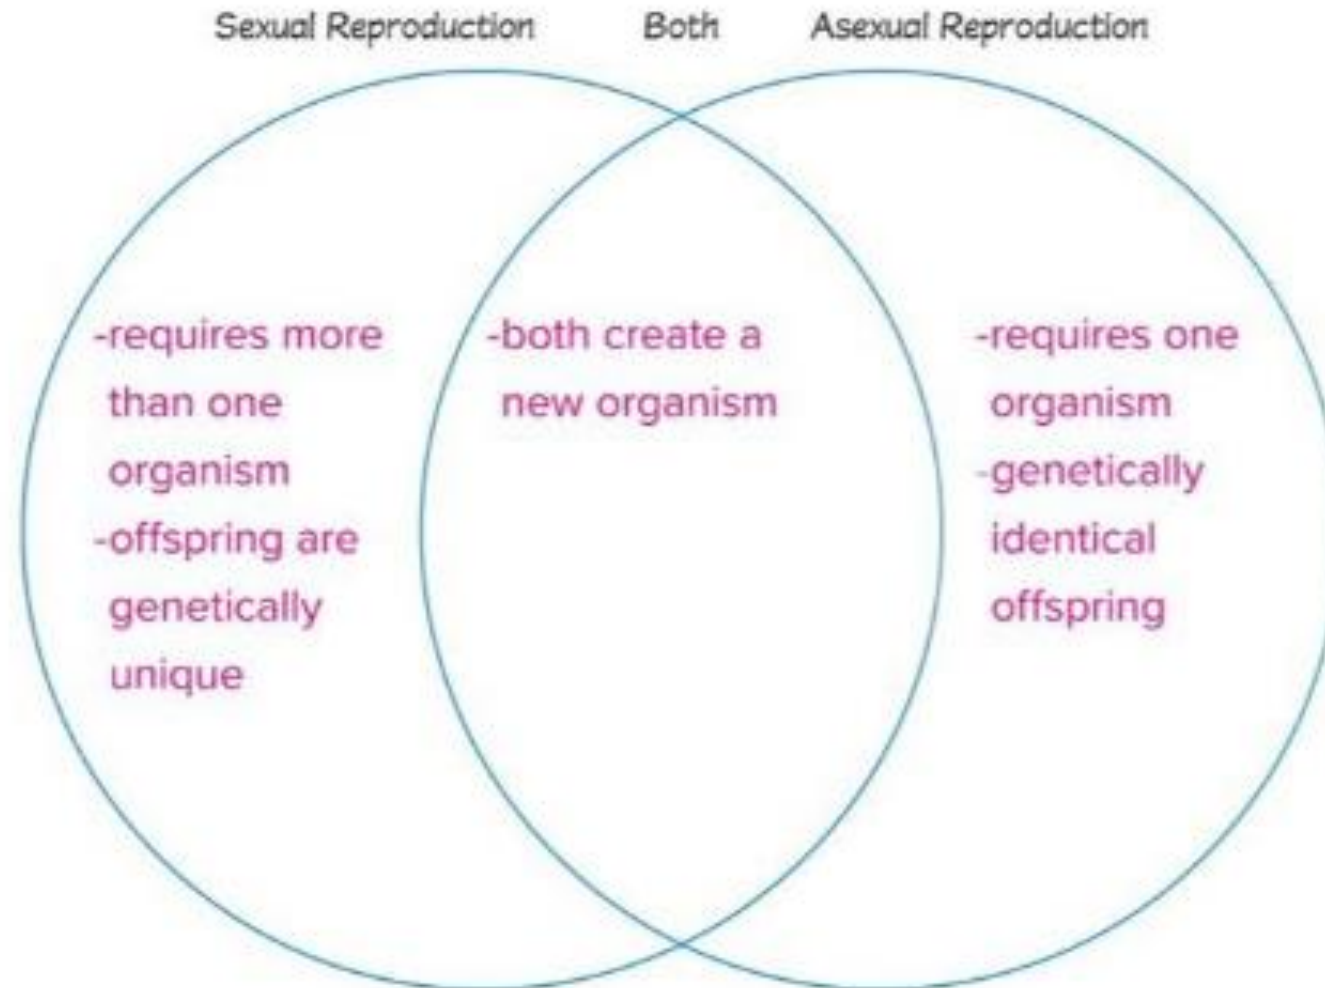 Sexual Reproduction Both Asexual Reproduction
-requires more
than one
organism
-offspring are
genetically
unique
-both create a
new organism
-requires one
organism
-genetically
identical
offspring